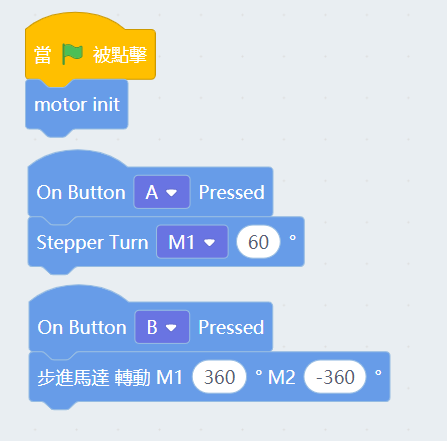 當 被點擊
motor init
On Button A Pressed
Stepper Turn M1 60 °
On Button B Pressed
步進馬達 轉動 M1 360 ° M2 -360 °